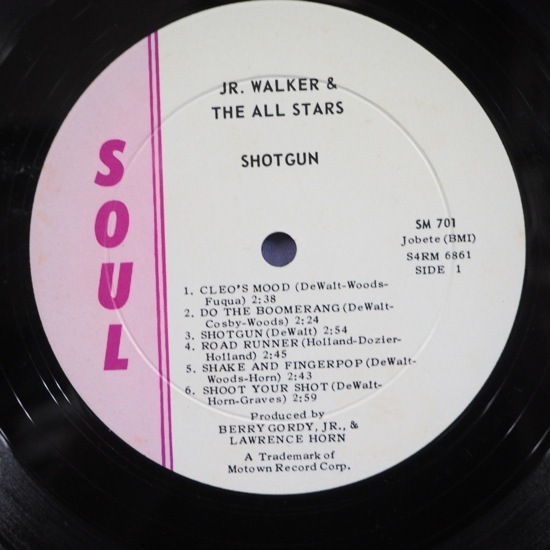 SOUL
JR. WALKER &
THE ALL STARS
SHOTGUN
SM 701
Jobete (BMI)
S4RM 6861
SIDE 1
1. CLEO'S MOOD (DeWalt-Woods-
Fuqua) 2:38
2. DO THE BOOMERANG (DeWalt-
Cosby-Woods) 2:24
3. SHOTGUN (DeWalt) 2:54
4. ROAD RUNNER (Holland-Dozier-
Holland) 2:45
5. SHAKE AND FINGERPOP (DeWalt-
Woods-Horn) 2:43
6. SHOOT YOUR SHOT (DeWalt-
Horn-Graves) 2:59
Produced by
BERRY GORDY, JR., &
LAWRENCE HORN
A Trademark of
Motown Record Corp.